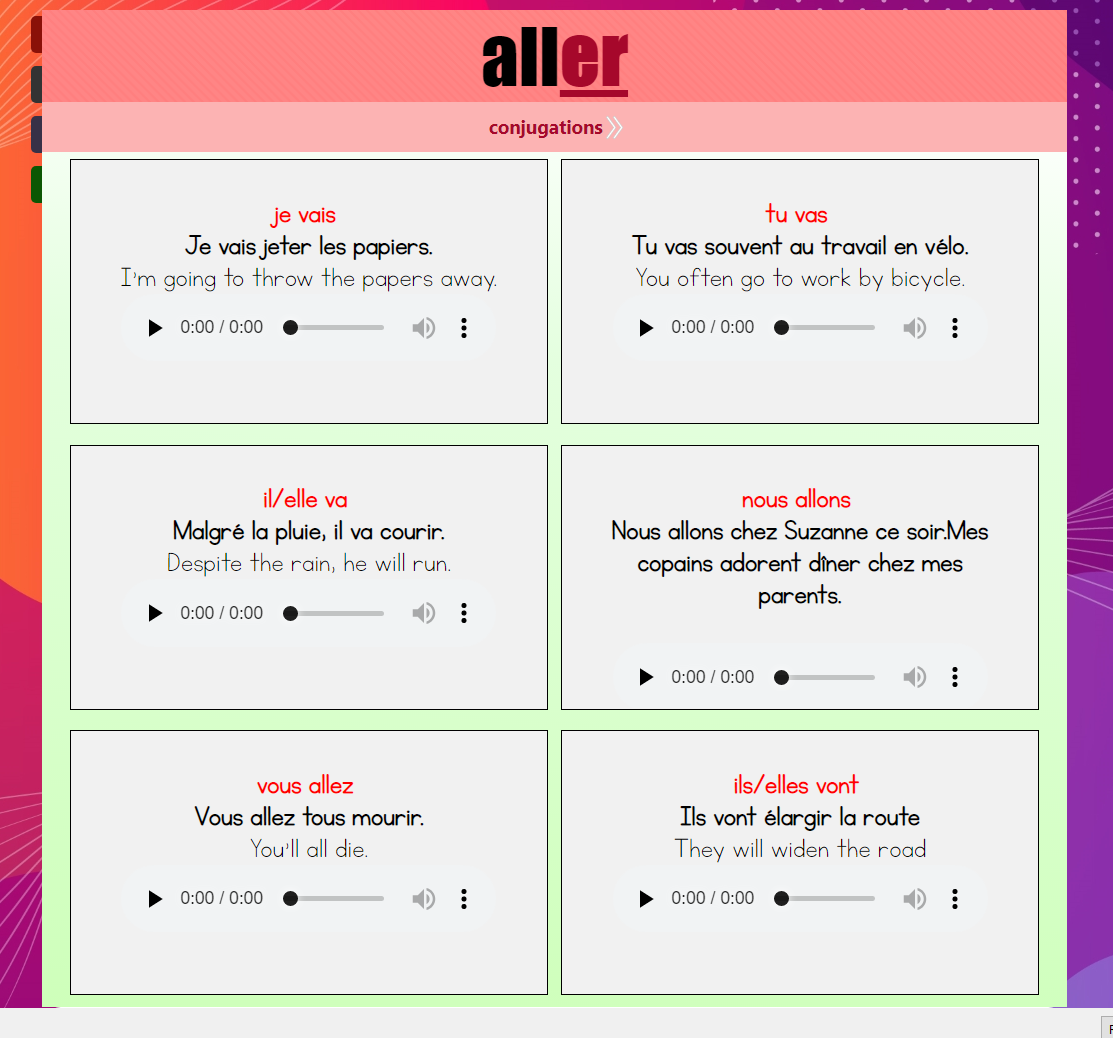 aller
conjugations
je vais
Je vais jeter les papiers.
I'm going to throw the papers away.
0:00 / 0:00
tu vas
Tu vas souvent au travail en vélo.
You often go to work by bicycle.
0:00 / 0:00
il/elle va
Malgré la pluie, il va courir.
Despite the rain, he will run.
0:00 / 0:00
nous allons
Nous allons chez Suzanne ce soir.Mes
copains adorent dîner chez mes
parents.
0:00 / 0:00
vous allez
Vous allez tous mourir.
You'll all die.
0:00 / 0:00
ils/elles vont
Ils vont élargir la route
They will widen the road
0:00 / 0:00